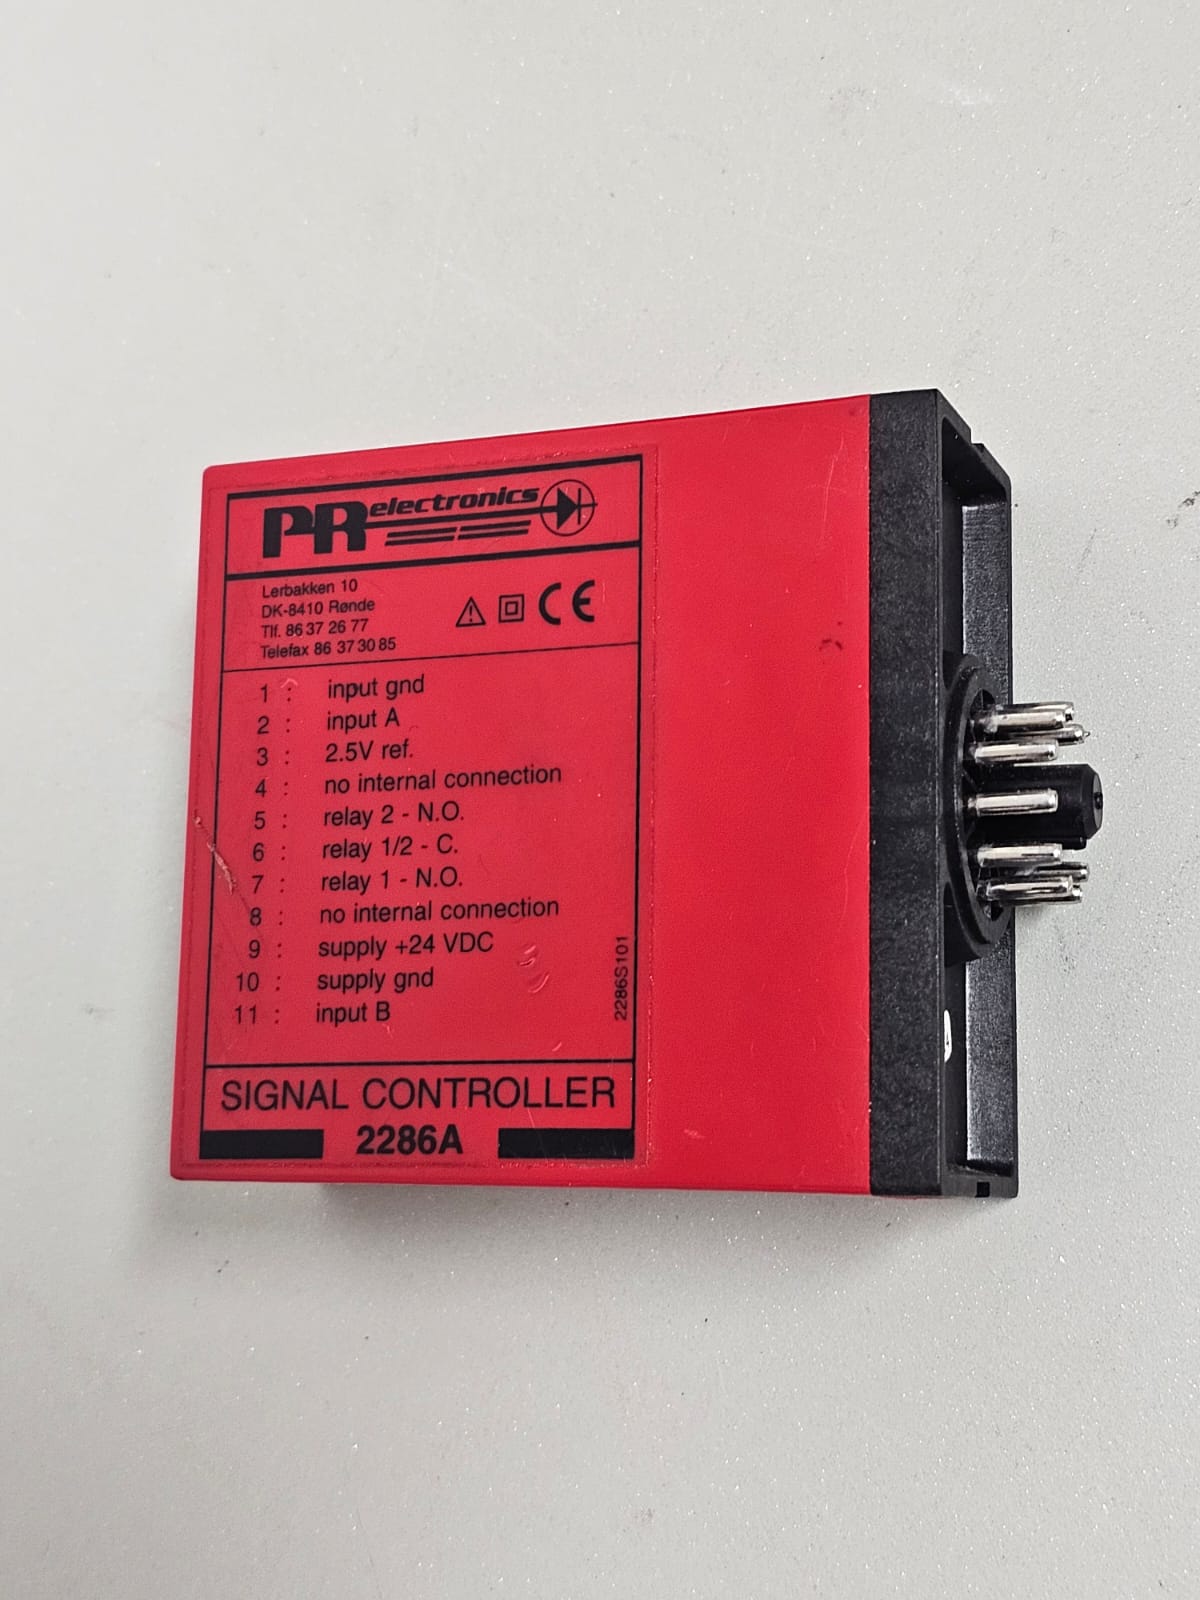 PR electronics
Lerbakken 10
DK-8410 Rønde
Tlf. 86 37 26 77
Telefax 86 37 30 85
CE
1 : input gnd
2 : input A
3 : 2.5V ref.
4 : no internal connection
5 : relay 2 - N.O.
6 : relay 1/2 - C.
7 : relay 1 - N.O.
8 : no internal connection
9 : supply +24 VDC
10 : supply gnd
11 : input B
2286S101
SIGNAL CONTROLLER
2286A